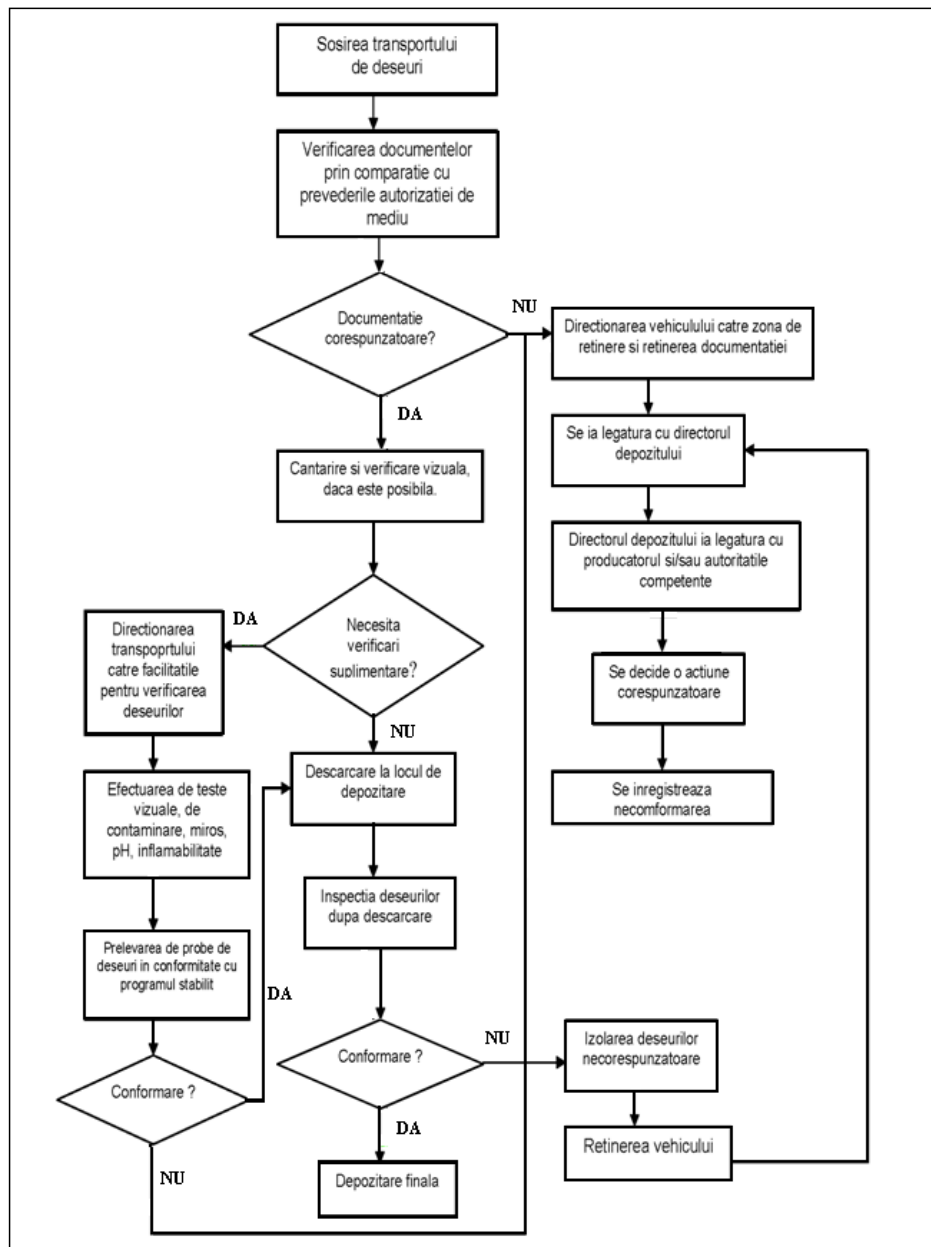 Sosirea transportului
de deseuri
Verificarea documentelor
prin comparatie cu
prevederile autorizatiei de
mediu
Documentatie
corespunzatoare?
NU
Directionarea vehiculului catre zona de
retinere si retinerea documentatiei
DA
Se ia legatura cu directorul
depozitului
Cantarire si verificare vizuala,
daca este posibila.
Directorul depozitului ia legatura cu
producatorul si/sau autoritatile
competente
DA
Necesita
verificari
suplimentare?
Directionarea
transpoprtului
catre facilitatile
pentru verificarea
deseurilor
Se decide o actiune
corespunzatoare
NU
Descarcare la locul de
depozitare
Se inregistreaza
necomformarea
Efectuarea de teste
vizuale, de
contaminare, miros,
pH, inflamabilitate
Inspectia deseurilor
dupa descarcare
Prelevarea de probe de
deseuri in conformitate cu
programul stabilit
DA
Conformare ?
NU
Izolarea deseurilor
necorespunzatoare
Conformare ?
DA
Retinerea vehicului
NU
Depozitare finala